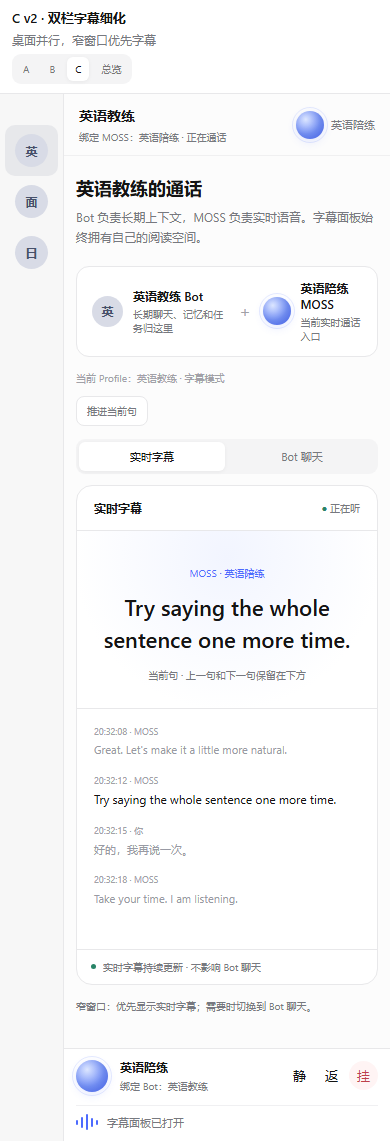 C v2 · 双栏字幕细化
桌面并行，窄窗口优先字幕
A B C 总览
英
面
日
英语教练
绑定 MOSS：英语陪练 · 正在通话
英语陪练
英语教练的通话
Bot 负责长期上下文，MOSS 负责实时语音。字幕面板始
终拥有自己的阅读空间。
英
英语教练 Bot
长期聊天、记忆和任
务归这里
+
英语陪练
MOSS
当前实时通话
入口
当前 Profile：英语教练 · 字幕模式
推进当前句
实时字幕 Bot 聊天
实时字幕
正在听
MOSS · 英语陪练
Try saying the whole
sentence one more time.
当前句 · 上一句和下一句保留在下方
20:32:08 · MOSS
Great. Let's make it a little more natural.
20:32:12 · MOSS
Try saying the whole sentence one more time.
20:32:15 · 你
好的，我再说一次。
20:32:18 · MOSS
Take your time. I am listening.
实时字幕持续更新 · 不影响 Bot 聊天
窄窗口：优先显示实时字幕；需要时切换到 Bot 聊天。
英语陪练
绑定 Bot：英语教练
静 返 挂
字幕面板已打开